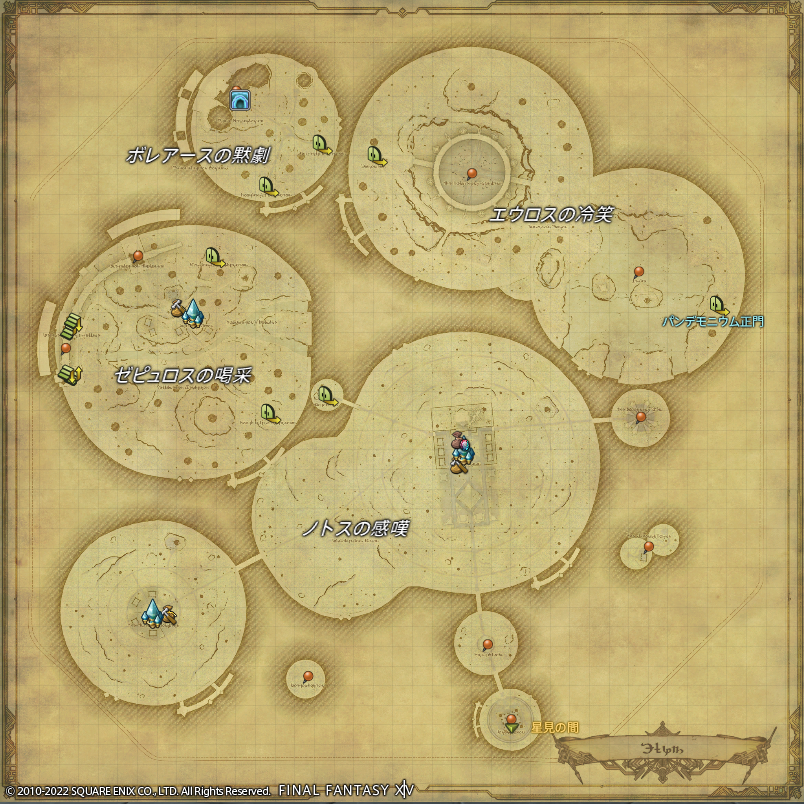 ボレアースの黙劇
エウロスの冷笑
パンデモニウム正門
ゼピュロスの喝采
ノトスの感嘆
星見の間
© 2010-2022 SQUARE ENIX CO., LTD. All Rights Reserved. FINAL FANTASY XIV